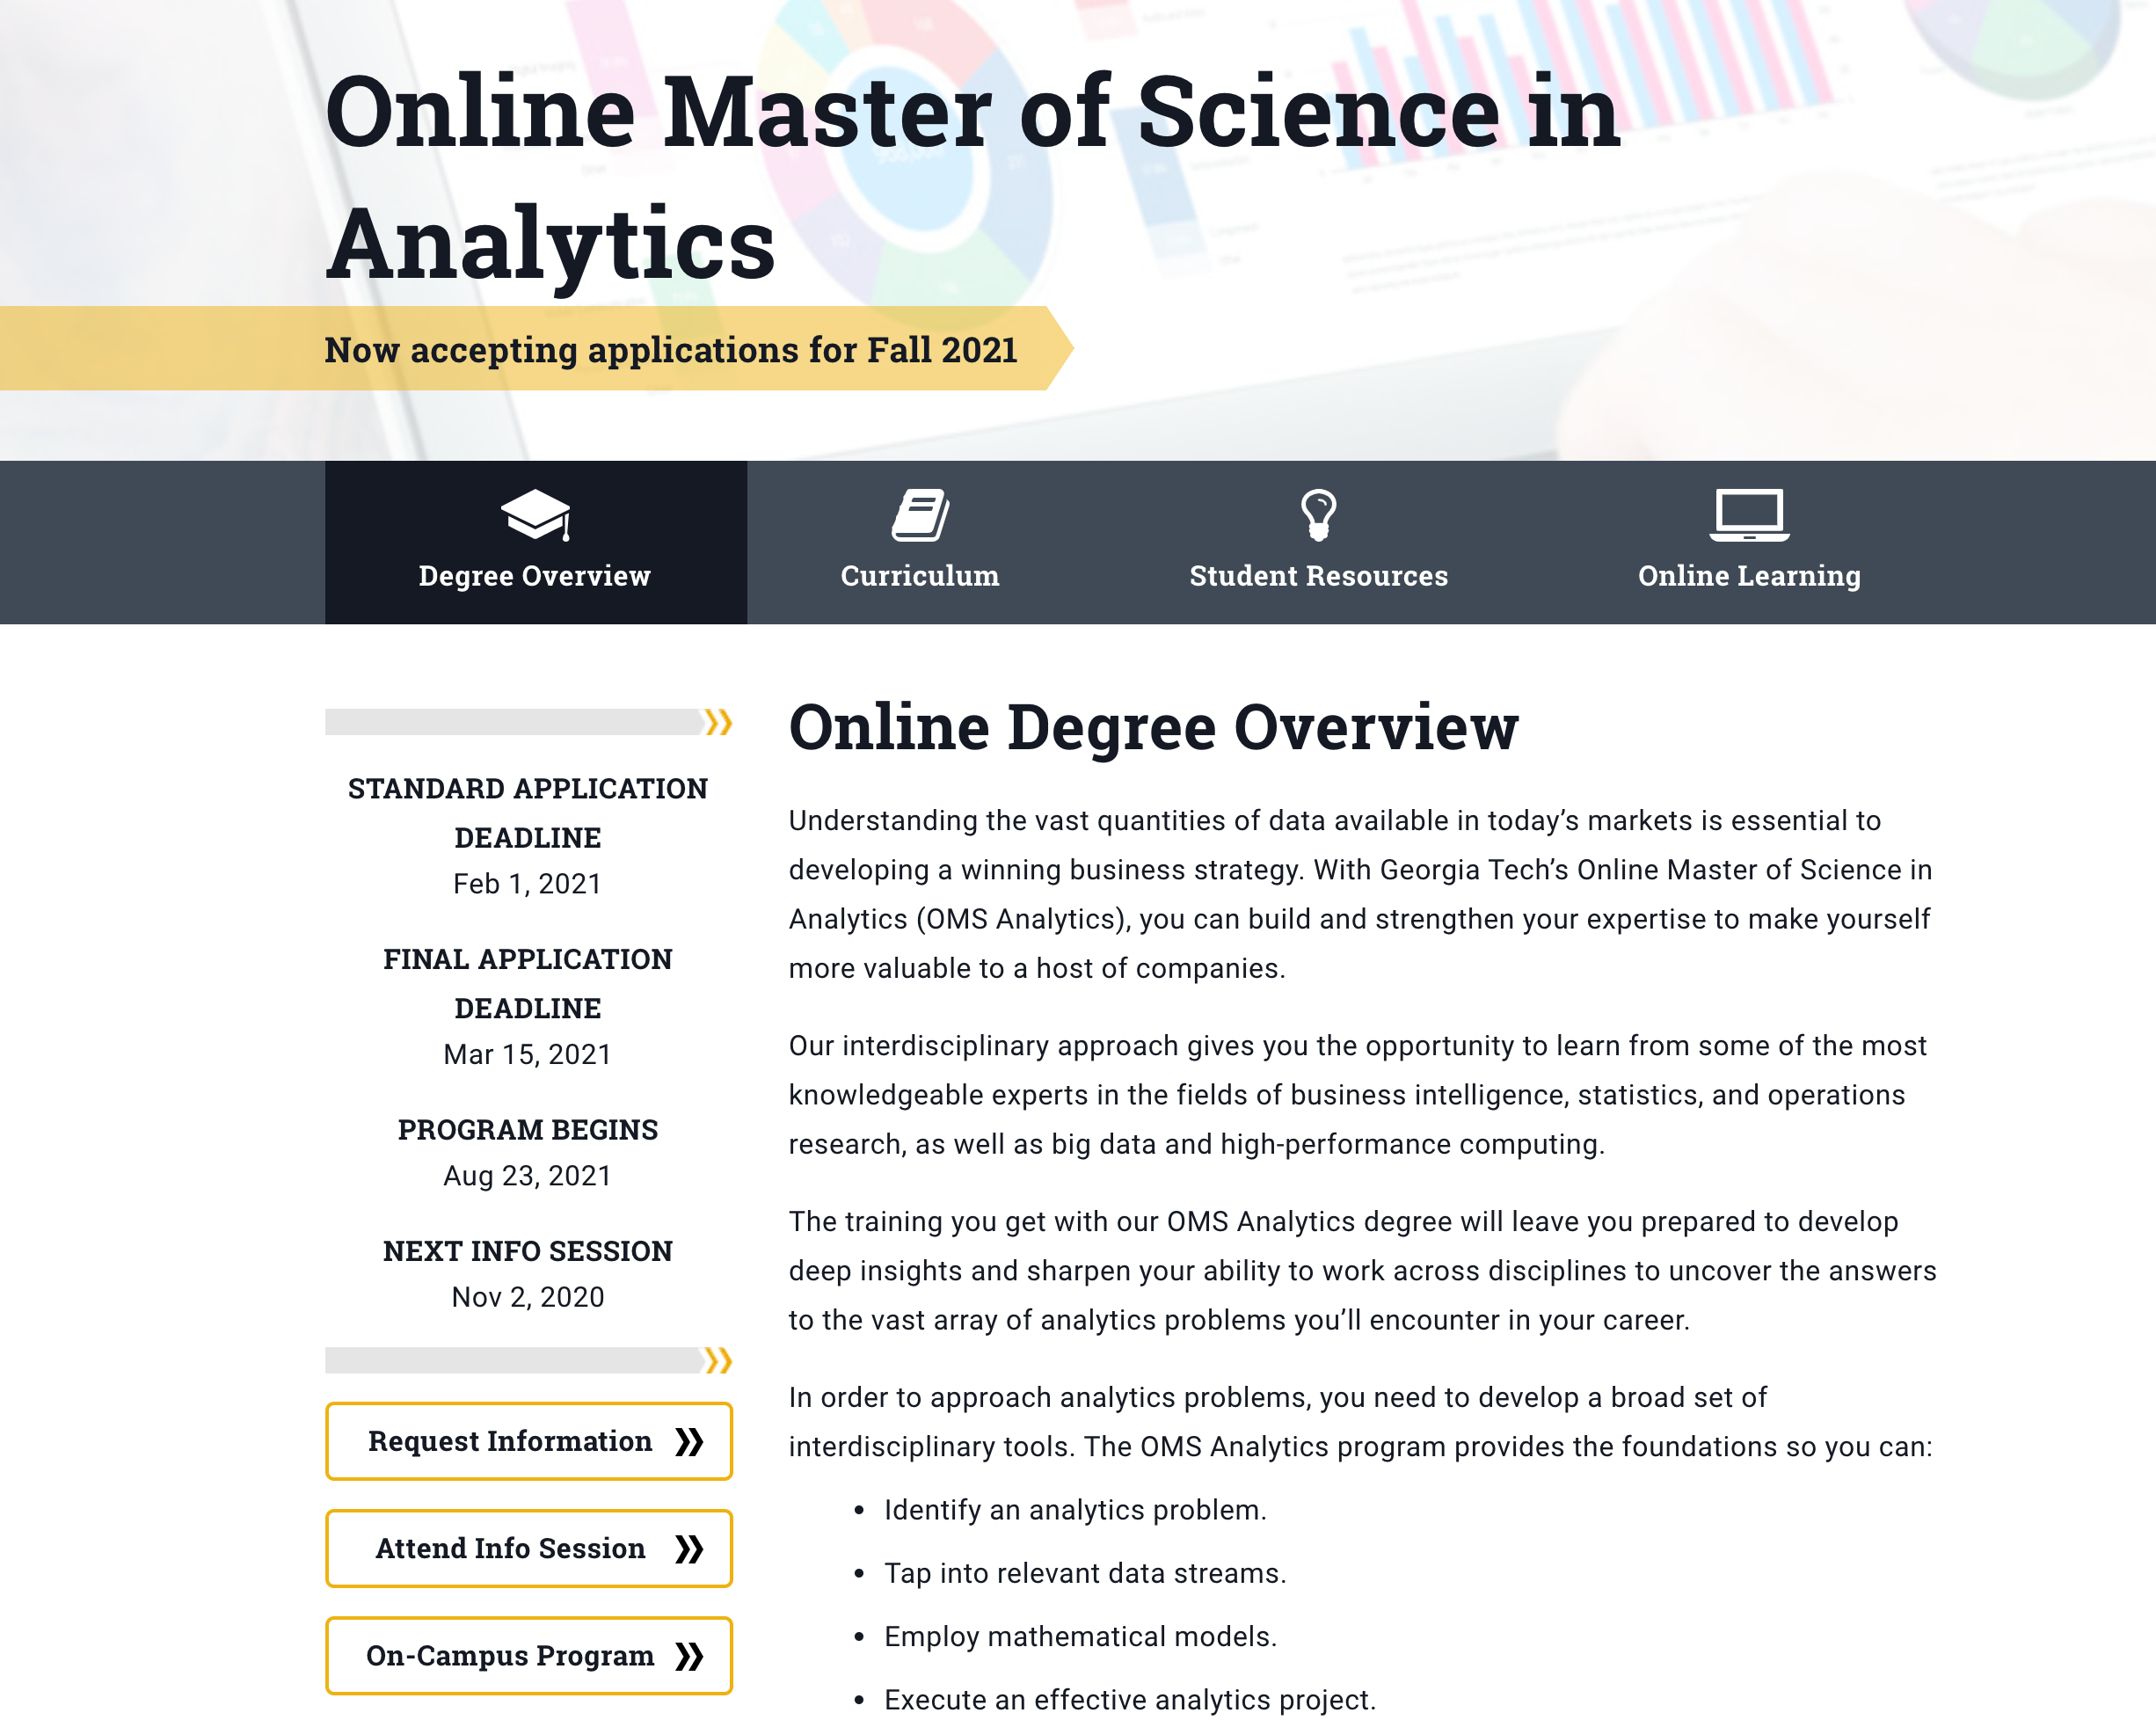 Online Master of Science in
Analytics
Now accepting applications for Fall 2021
Degree Overview
Curriculum
Student Resources
Online Learning
STANDARD APPLICATION
DEADLINE
Feb 1, 2021
FINAL APPLICATION
DEADLINE
Mar 15, 2021
PROGRAM BEGINS
Aug 23, 2021
NEXT INFO SESSION
Nov 2, 2020
Request Information
Attend Info Session
On-Campus Program
Online Degree Overview
Understanding the vast quantities of data available in today’s markets is essential to
developing a winning business strategy. With Georgia Tech’s Online Master of Science in
Analytics (OMS Analytics), you can build and strengthen your expertise to make yourself
more valuable to a host of companies.
Our interdisciplinary approach gives you the opportunity to learn from some of the most
knowledgeable experts in the fields of business intelligence, statistics, and operations
research, as well as big data and high-performance computing.
The training you get with our OMS Analytics degree will leave you prepared to develop
deep insights and sharpen your ability to work across disciplines to uncover the answers
to the vast array of analytics problems you’ll encounter in your career.
In order to approach analytics problems, you need to develop a broad set of
interdisciplinary tools. The OMS Analytics program provides the foundations so you can:
• Identify an analytics problem.
• Tap into relevant data streams.
• Employ mathematical models.
• Execute an effective analytics project.